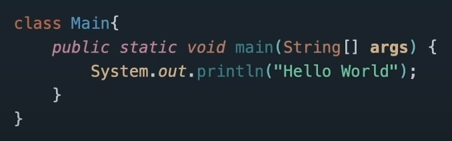 class Main{
    public static void main(String[] args) {
        System.out.println("Hello World");
    }
}